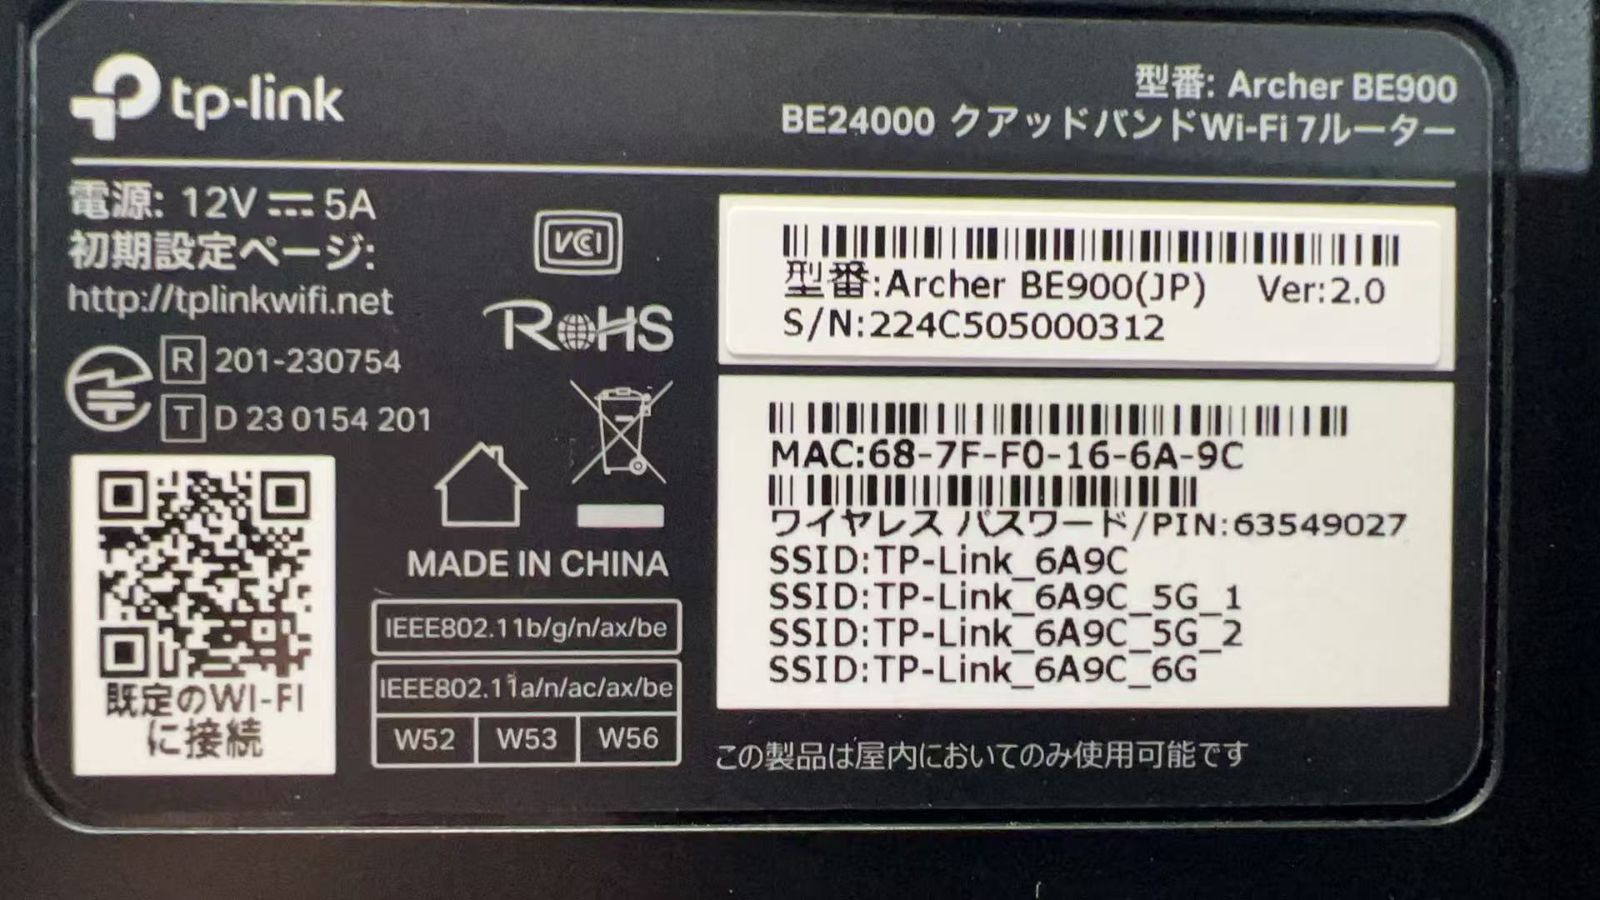 tp-link
型番: Archer BE900
BE24000 クアッドバンドWi-Fi 7ルーター
電源: 12V ⎓ 5A
初期設定ページ:
http://tplinkwifi.net
R 201-230754
T D 23 0154 201
VCCI
RoHS
MADE IN CHINA
IEEE802.11b/g/n/ax/be
IEEE802.11a/n/ac/ax/be
W52 W53 W56
既定のWI-FI
に接続
型番:Archer BE900(JP) Ver:2.0
S/N:224C505000312
MAC:68-7F-F0-16-6A-9C
ワイヤレス パスワード/PIN:63549027
SSID:TP-Link_6A9C
SSID:TP-Link_6A9C_5G_1
SSID:TP-Link_6A9C_5G_2
SSID:TP-Link_6A9C_6G
この製品は屋内においてのみ使用可能です